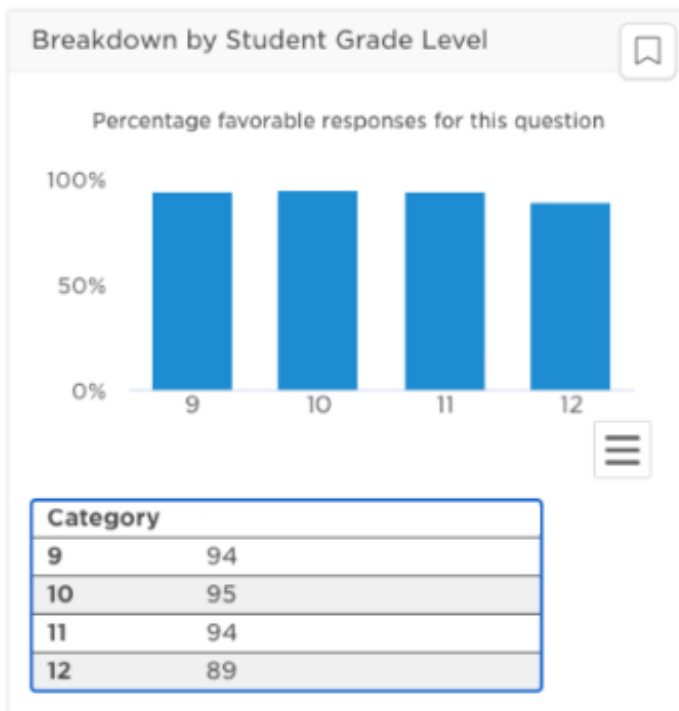 Breakdown by Student Grade Level
Percentage favorable responses for this question
100%
50%
0%
9 10 11 12
Category
9 94
10 95
11 94
12 89